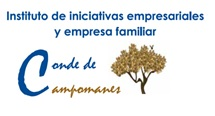 Instituto de iniciativas empresariales
y empresa familiar
Conde de
Campomanes